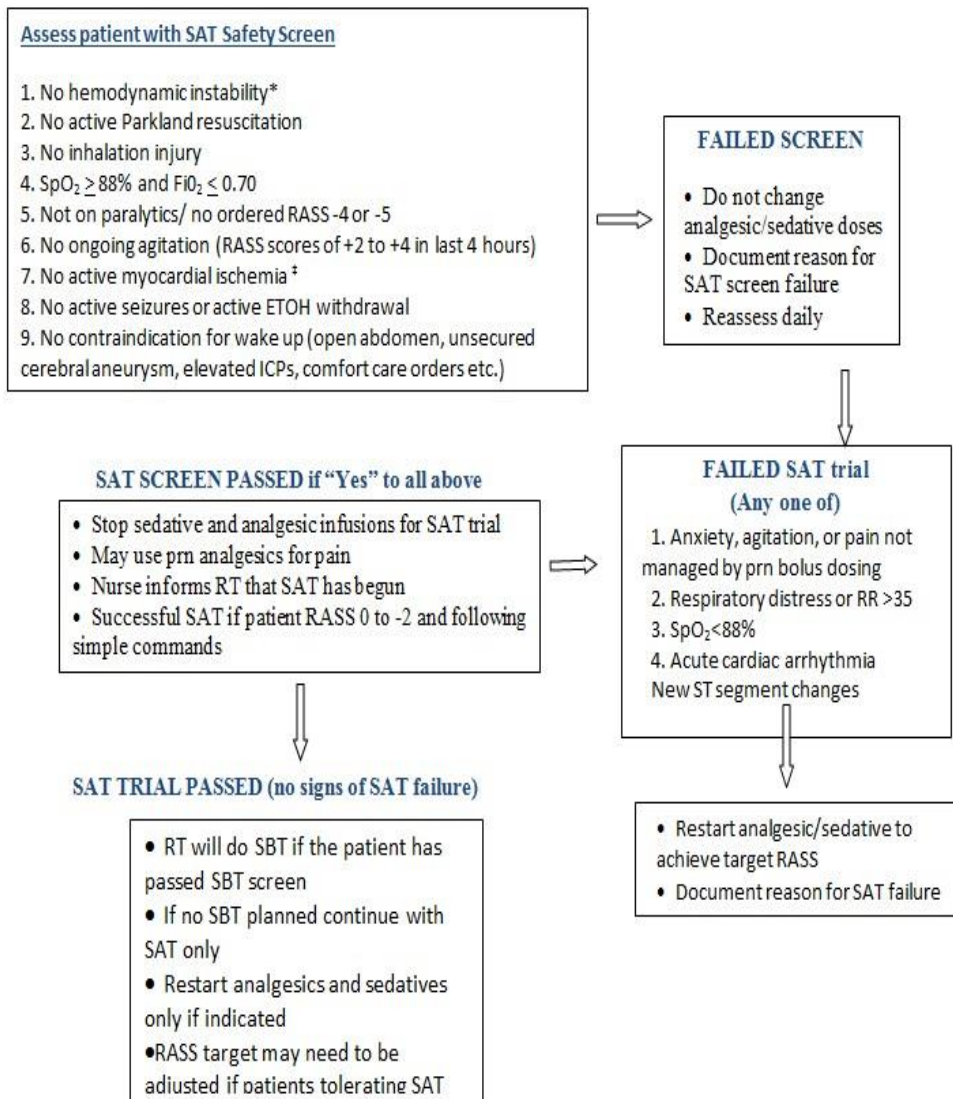 Assess patient with SAT Safety Screen
1. No hemodynamic instability*
2. No active Parkland resuscitation
3. No inhalation injury
4. SpO₂ ≥ 88% and Fi0₂ ≤ 0.70
5. Not on paralytics/ no ordered RASS -4 or -5
6. No ongoing agitation (RASS scores of +2 to +4 in last 4 hours)
7. No active myocardial ischemia ‡
8. No active seizures or active ETOH withdrawal
9. No contraindication for wake up (open abdomen, unsecured
cerebral aneurysm, elevated ICPs, comfort care orders etc.)
FAILED SCREEN
• Do not change
analgesic/sedative doses
• Document reason for
SAT screen failure
• Reassess daily
SAT SCREEN PASSED if “Yes” to all above
• Stop sedative and analgesic infusions for SAT trial
• May use prn analgesics for pain
• Nurse informs RT that SAT has begun
• Successful SAT if patient RASS 0 to -2 and following
simple commands
FAILED SAT trial
(Any one of)
1. Anxiety, agitation, or pain not
managed by prn bolus dosing
2. Respiratory distress or RR >35
3. SpO₂<88%
4. Acute cardiac arrhythmia
New ST segment changes
SAT TRIAL PASSED (no signs of SAT failure)
• RT will do SBT if the patient has
passed SBT screen
• If no SBT planned continue with
SAT only
• Restart analgesics and sedatives
only if indicated
•RASS target may need to be
adjusted if patients tolerating SAT
• Restart analgesic/sedative to
achieve target RASS
• Document reason for SAT failure